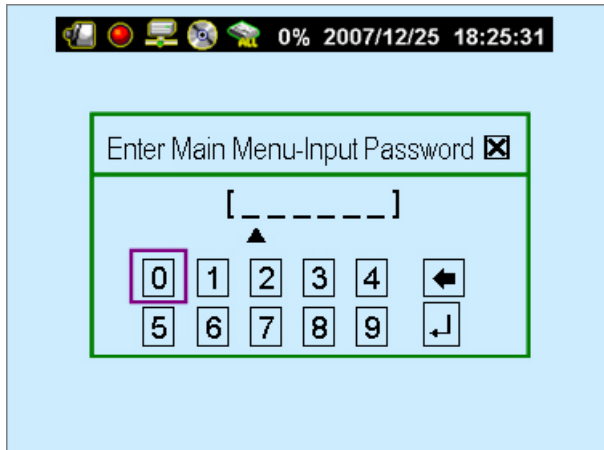 0% 2007/12/25 18:25:31
Enter Main Menu-Input Password
[_ _ _ _ _ _]
0 1 2 3 4
5 6 7 8 9